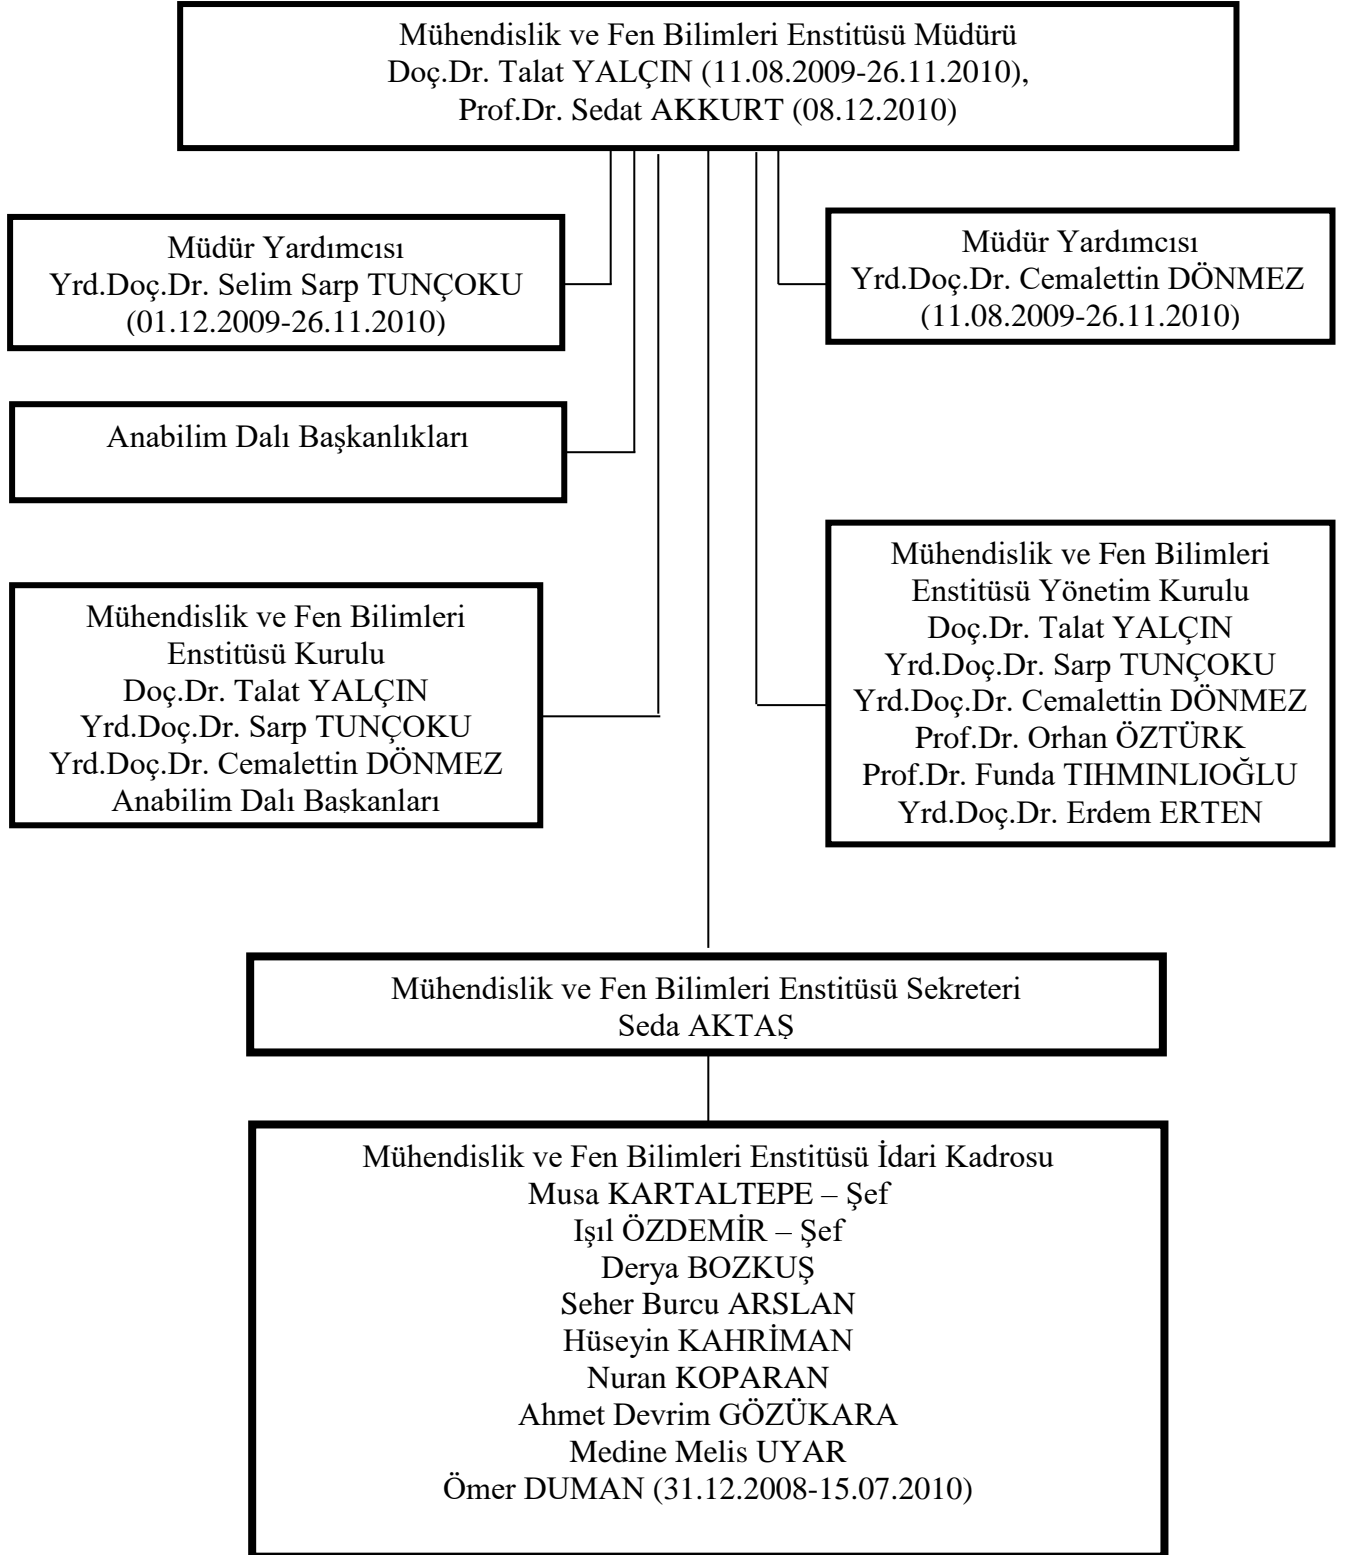 Mühendislik ve Fen Bilimleri Enstitüsü Müdürü
Doç.Dr. Talat YALÇIN (11.08.2009-26.11.2010),
Prof.Dr. Sedat AKKURT (08.12.2010)
Müdür Yardımcısı
Yrd.Doç.Dr. Selim Sarp TUNÇOKU
(01.12.2009-26.11.2010)
Müdür Yardımcısı
Yrd.Doç.Dr. Cemalettin DÖNMEZ
(11.08.2009-26.11.2010)
Anabilim Dalı Başkanlıkları
Mühendislik ve Fen Bilimleri
Enstitüsü Kurulu
Doç.Dr. Talat YALÇIN
Yrd.Doç.Dr. Sarp TUNÇOKU
Yrd.Doç.Dr. Cemalettin DÖNMEZ
Anabilim Dalı Başkanları
Mühendislik ve Fen Bilimleri
Enstitüsü Yönetim Kurulu
Doç.Dr. Talat YALÇIN
Yrd.Doç.Dr. Sarp TUNÇOKU
Yrd.Doç.Dr. Cemalettin DÖNMEZ
Prof.Dr. Orhan ÖZTÜRK
Prof.Dr. Funda TIHMINLIOĞLU
Yrd.Doç.Dr. Erdem ERTEN
Mühendislik ve Fen Bilimleri Enstitüsü Sekreteri
Seda AKTAŞ
Mühendislik ve Fen Bilimleri Enstitüsü İdari Kadrosu
Musa KARTALTEPE – Şef
Işıl ÖZDEMİR – Şef
Derya BOZKUŞ
Seher Burcu ARSLAN
Hüseyin KAHRİMAN
Nuran KOPARAN
Ahmet Devrim GÖZÜKARA
Medine Melis UYAR
Ömer DUMAN (31.12.2008-15.07.2010)